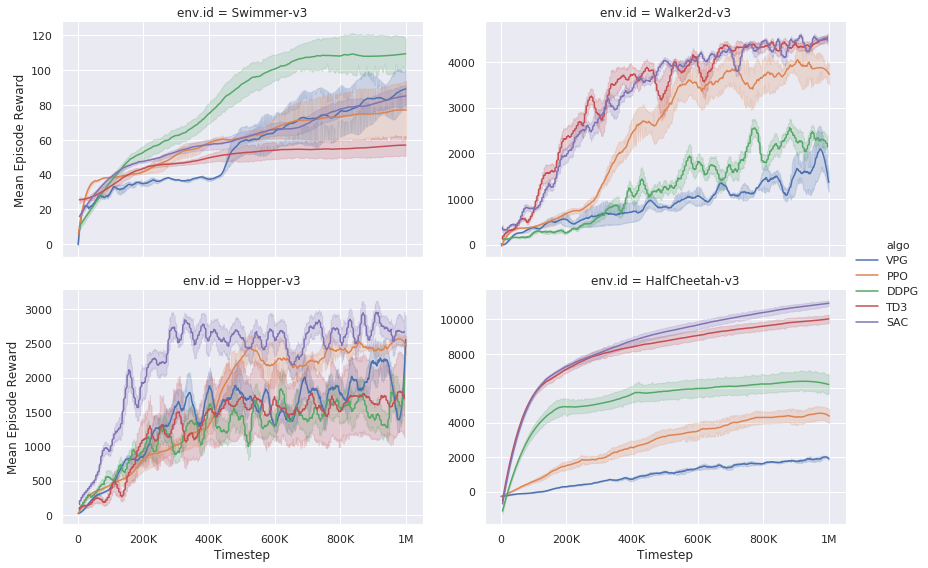 env.id = Swimmer-v3
120
100
80
60
40
20
0
Mean Episode Reward
env.id = Walker2d-v3
4000
3000
2000
1000
0
env.id = Hopper-v3
3000
2500
2000
1500
1000
500
0
Mean Episode Reward
0 200K 400K 600K 800K 1M
Timestep
env.id = HalfCheetah-v3
10000
8000
6000
4000
2000
0
0 200K 400K 600K 800K 1M
Timestep
algo
VPG
PPO
DDPG
TD3
SAC